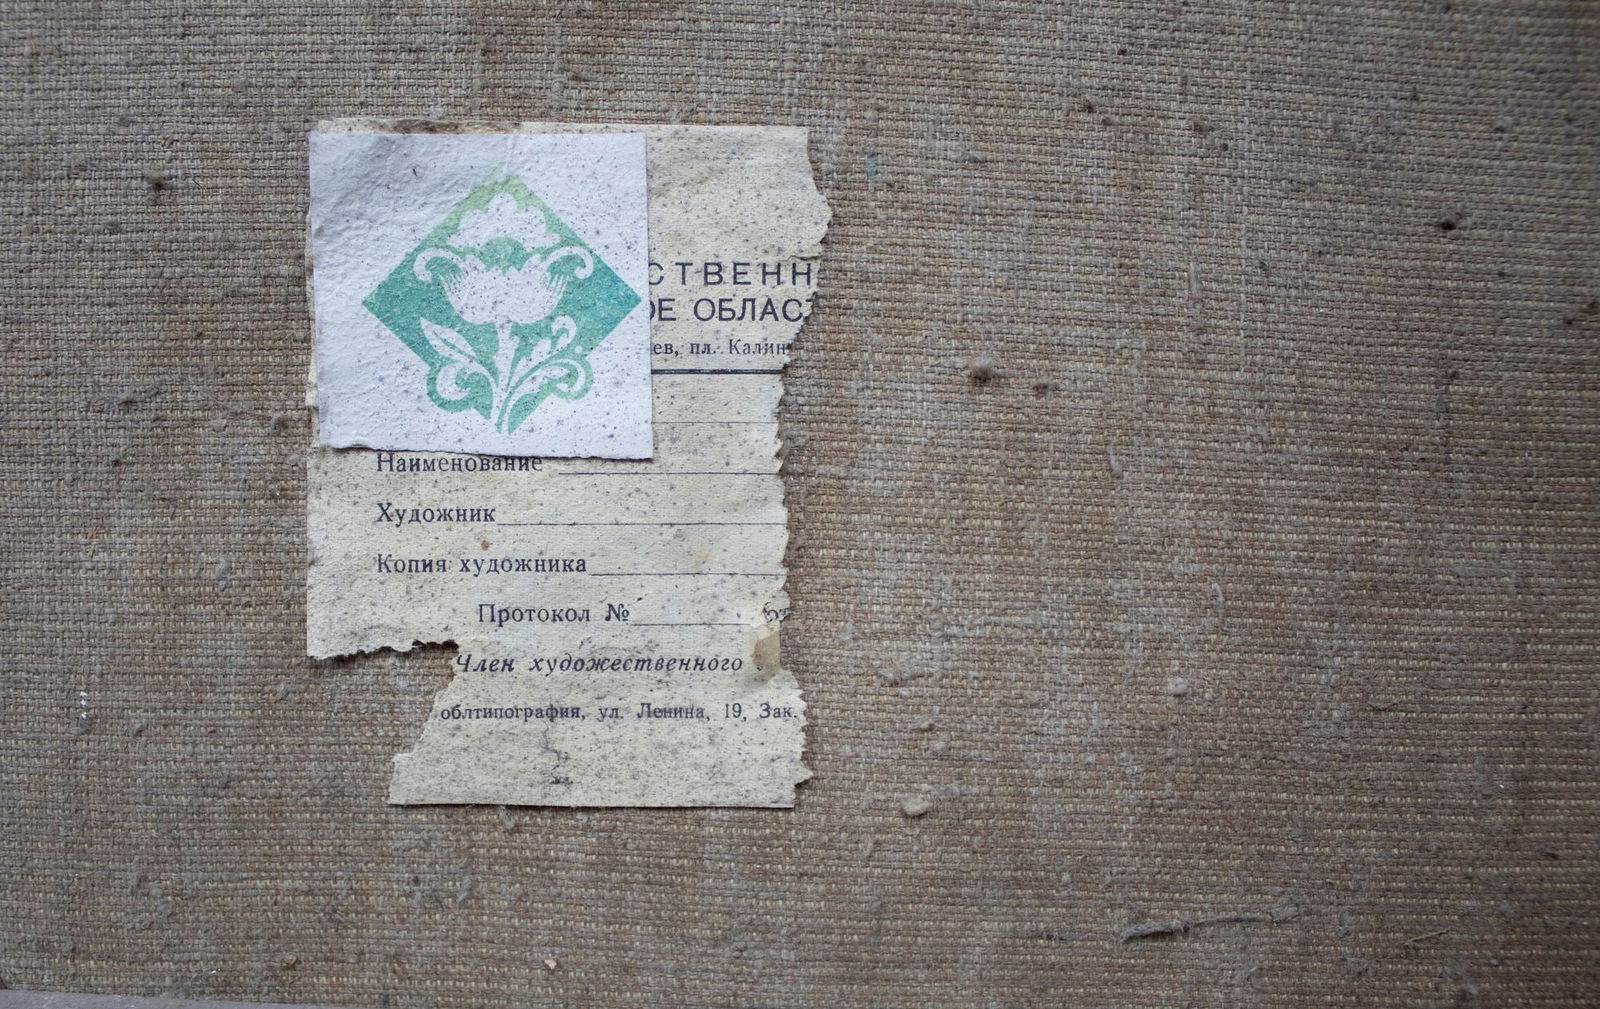 СТВЕНН
ОЕ ОБЛАС
ев, пл. Калин
Наименование
Художник
Копия художника
Протокол № от
Член художественного
облтипография, ул. Ленина, 19, Зак.